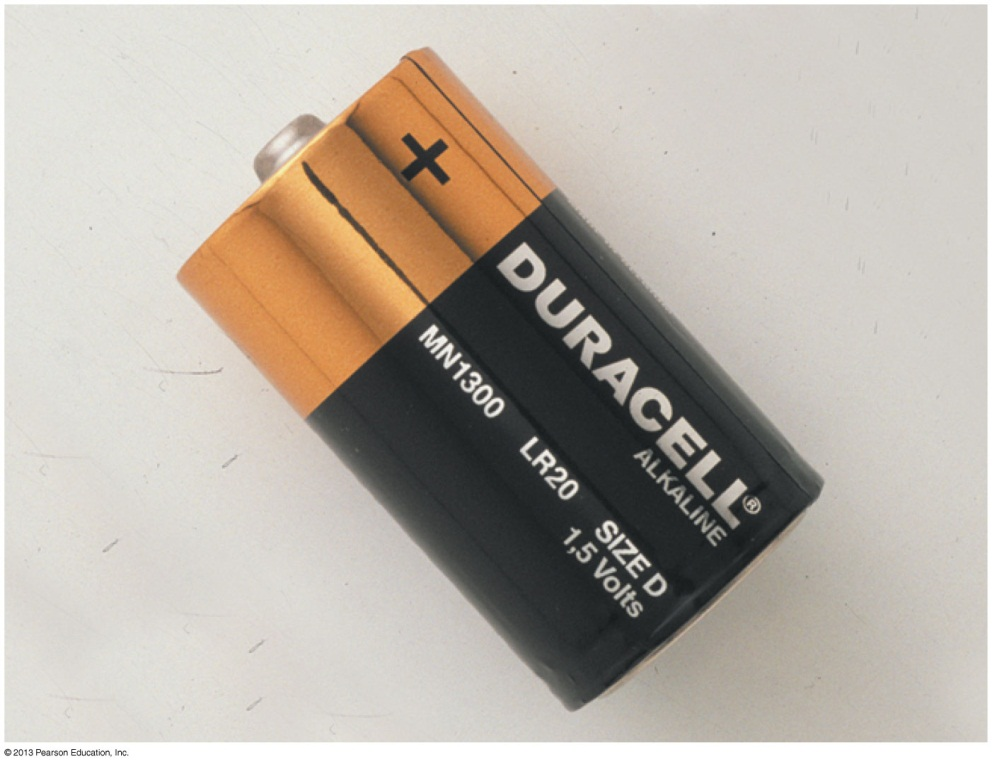 +
DURACELL®
ALKALINE
MN1300 LR20 SIZE D
1,5 Volts
© 2013 Pearson Education, Inc.